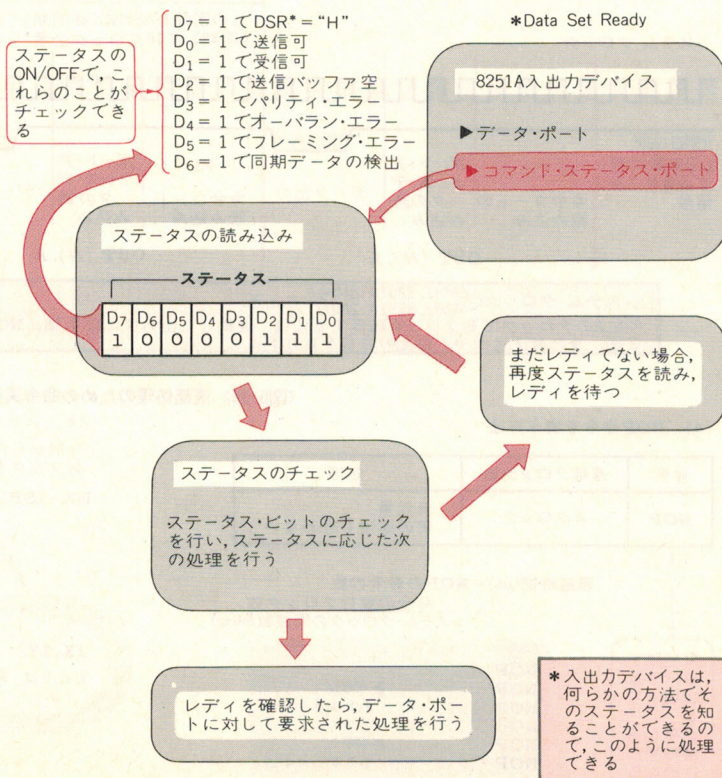 ステータスの
ON/OFFで,こ
れらのことが
チェックでき
る
D7=1でDSR*="H"
D0=1で送信可
D1=1で受信可
D2=1で送信バッファ空
D3=1でパリティ・エラー
D4=1でオーバラン・エラー
D5=1でフレーミング・エラー
D6=1で同期データの検出
*Data Set Ready
8251A入出力デバイス
▶データ・ポート
▶コマンド・ステータス・ポート
ステータスの読み込み
ステータス
D7 D6 D5 D4 D3 D2 D1 D0
1 0 0 0 0 1 1 1
まだレディでない場合,
再度ステータスを読み,
レディを待つ
ステータスのチェック
ステータス・ビットのチェック
を行い,ステータスに応じた次
の処理を行う
レディを確認したら,データ・ポー
トに対して要求された処理を行う
*入出力デバイスは,
何らかの方法でそ
のステータスを知
ることができるの
で,このように処理
できる